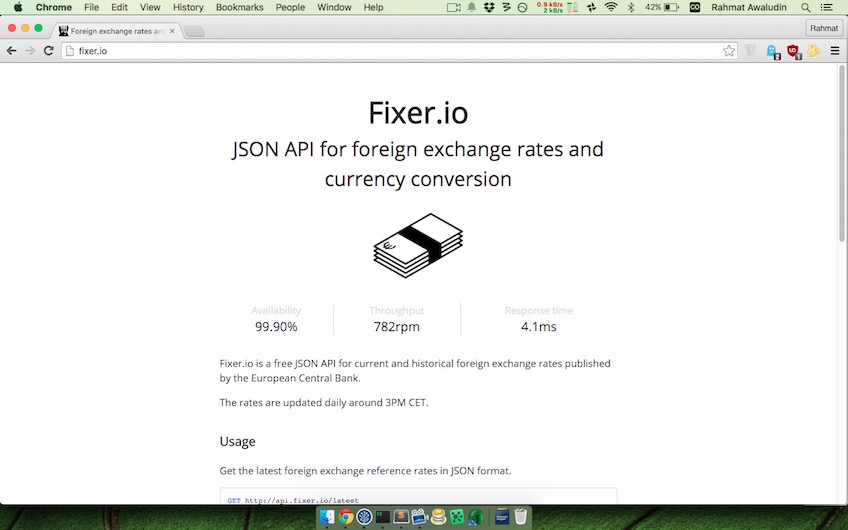 Chrome File Edit View History Bookmarks People Window Help 0.9 kB/s 2 kB/s 42% Rahmat Awaludin
Foreign exchange rates and
Rahmat
fixer.io
Fixer.io
JSON API for foreign exchange rates and
currency conversion
Availability Throughput Response time
99.90% 782rpm 4.1ms
Fixer.io is a free JSON API for current and historical foreign exchange rates published
by the European Central Bank.
The rates are updated daily around 3PM CET.
Usage
Get the latest foreign exchange reference rates in JSON format.
GET http://api.fixer.io/latest